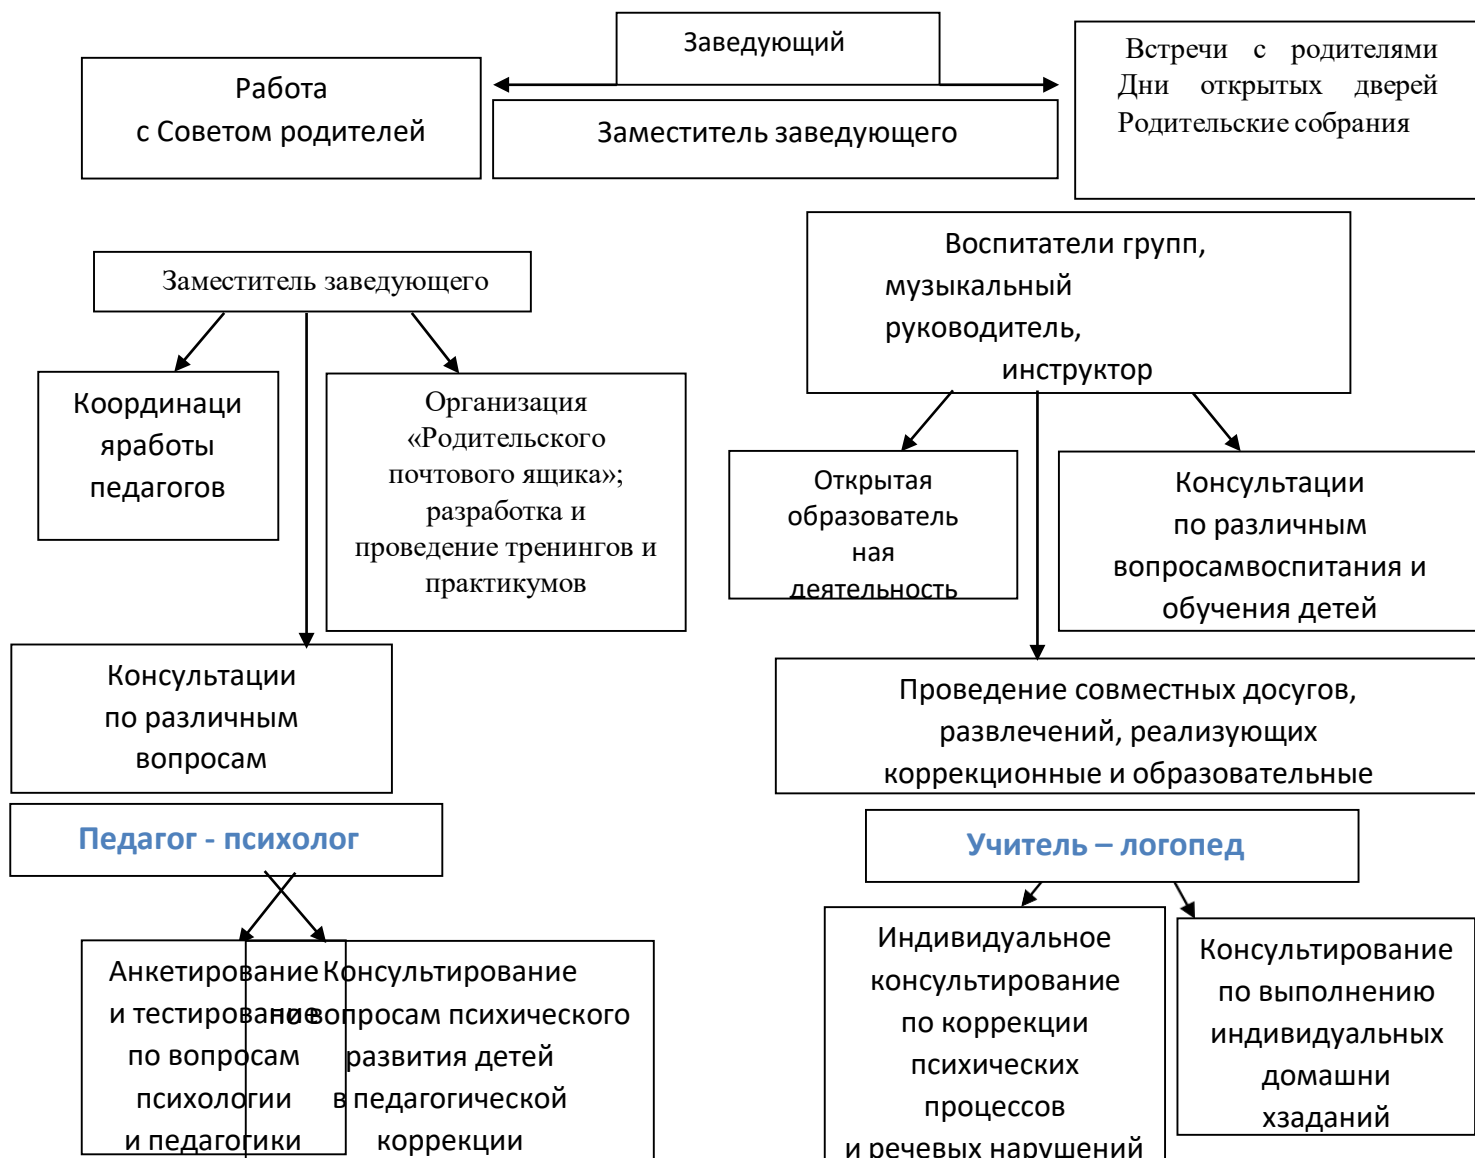 Заведующий
Работа
с Советом родителей
Заместитель заведующего
Встречи с родителями
Дни открытых дверей
Родительские собрания
Заместитель заведующего
Воспитатели групп,
музыкальный
руководитель,
инструктор
Координаци
яработы
педагогов
Организация
«Родительского
почтового ящика»;
разработка и
проведение тренингов и
практикумов
Открытая
образователь
ная
деятельность
Консультации
по различным
вопросамвоспитания и
обучения детей
Консультации
по различным
вопросам
Проведение совместных досугов,
развлечений, реализующих
коррекционные и образовательные
Педагог - психолог
Учитель – логопед
Анкетирование
и тестирование
по вопросам
психологии
и педагогики
Консультирование
по вопросам психического
развития детей
в педагогической
коррекции
Индивидуальное
консультирование
по коррекции
психических
процессов
и речевых нарушений
Консультирование
по выполнению
индивидуальных
домашни
хзаданий